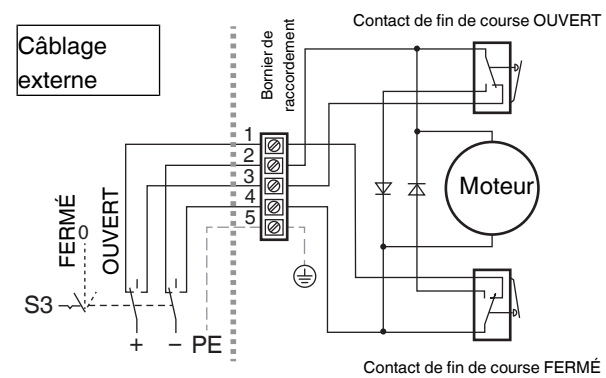 Contact de fin de course OUVERT
Câblage
externe
Bornier de
raccordement
1
2
3
4
5
Moteur
FERMÉ
0
OUVERT
S3
+
–
PE
Contact de fin de course FERMÉ